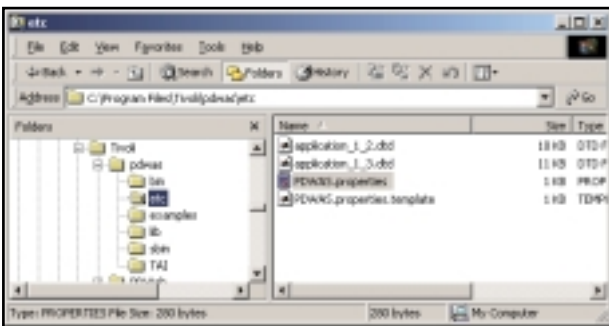 etc
File Edit View Favorites Tools Help
Back Search Folders History
Address C:\Program Files\Tivoli\pdwas\etc Go
Folders
Tivoli
pdwas
bin
etc
examples
lib
sbin
TAI
Name Size Type
application_1_2.dtd 10 KB DTD F
application_1_3.dtd 11 KB DTD F
PDWAS.properties 1 KB PROP
PDWAS.properties.template 1 KB TEMP
Type: PROPERTIES File Size: 280 bytes 280 bytes My Computer